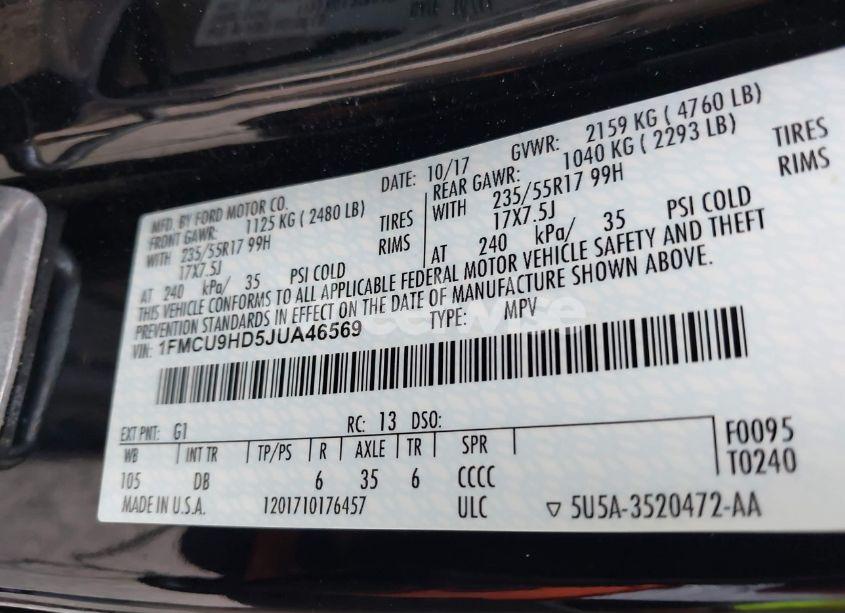 MFD. BY FORD MOTOR CO.
DATE: 10/17
GVWR: 2159 KG ( 4760 LB)
FRONT GAWR: 1125 KG ( 2480 LB)
REAR GAWR: 1040 KG ( 2293 LB)
WITH 235/55R17 99H TIRES
WITH 235/55R17 99H TIRES
17X7.5J RIMS
17X7.5J RIMS
AT 240 kPa/ 35 PSI COLD
AT 240 kPa/ 35 PSI COLD
THIS VEHICLE CONFORMS TO ALL APPLICABLE FEDERAL MOTOR VEHICLE SAFETY AND THEFT
PREVENTION STANDARDS IN EFFECT ON THE DATE OF MANUFACTURE SHOWN ABOVE.
VIN: 1FMCU9HD5JUA46569
TYPE: MPV
EXT PNT: G1
RC: 13 DSO:
WB INT TR TP/PS R AXLE TR SPR
105 DB 6 35 6 CCCC
F0095
T0240
MADE IN U.S.A. 1201710176457 ULC ▽ 5U5A-3520472-AA